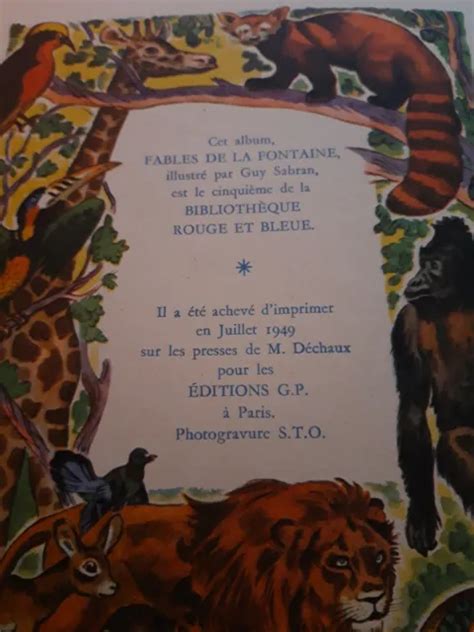 Cet album,
FABLES DE LA FONTAINE,
illustré par Guy Sabran,
est le cinquième de la
BIBLIOTHÈQUE
ROUGE ET BLEUE.
*
Il a été achevé d'imprimer
en Juillet 1949
sur les presses de M. Déchaux
pour les
ÉDITIONS G.P.
à Paris.
Photogravure S.T.O.